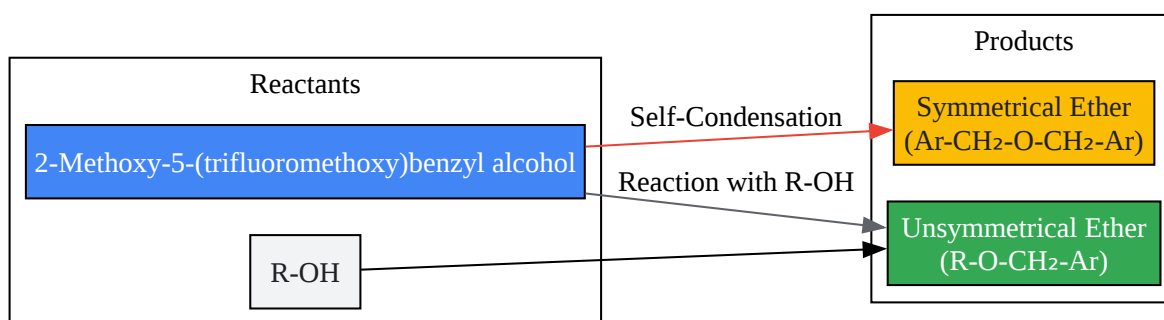 Reactants
2-Methoxy-5-(trifluoromethoxy)benzyl alcohol
R-OH
Self-Condensation
Reaction with R-OH
Products
Symmetrical Ether
(Ar-CH₂-O-CH₂-Ar)
Unsymmetrical Ether
(R-O-CH₂-Ar)